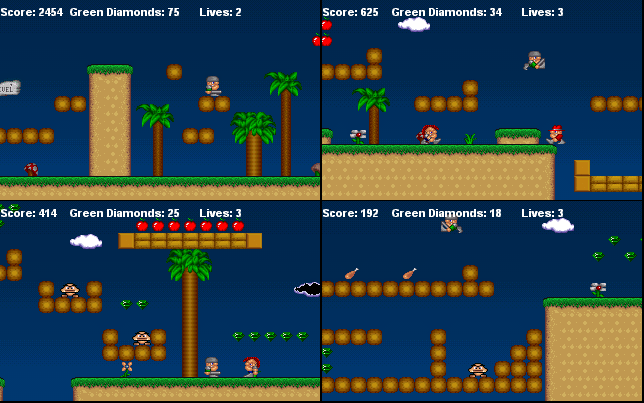 Score: 2454 Green Diamonds: 75 Lives: 2
Score: 625 Green Diamonds: 34 Lives: 3
Score: 414 Green Diamonds: 25 Lives: 3
Score: 192 Green Diamonds: 18 Lives: 3